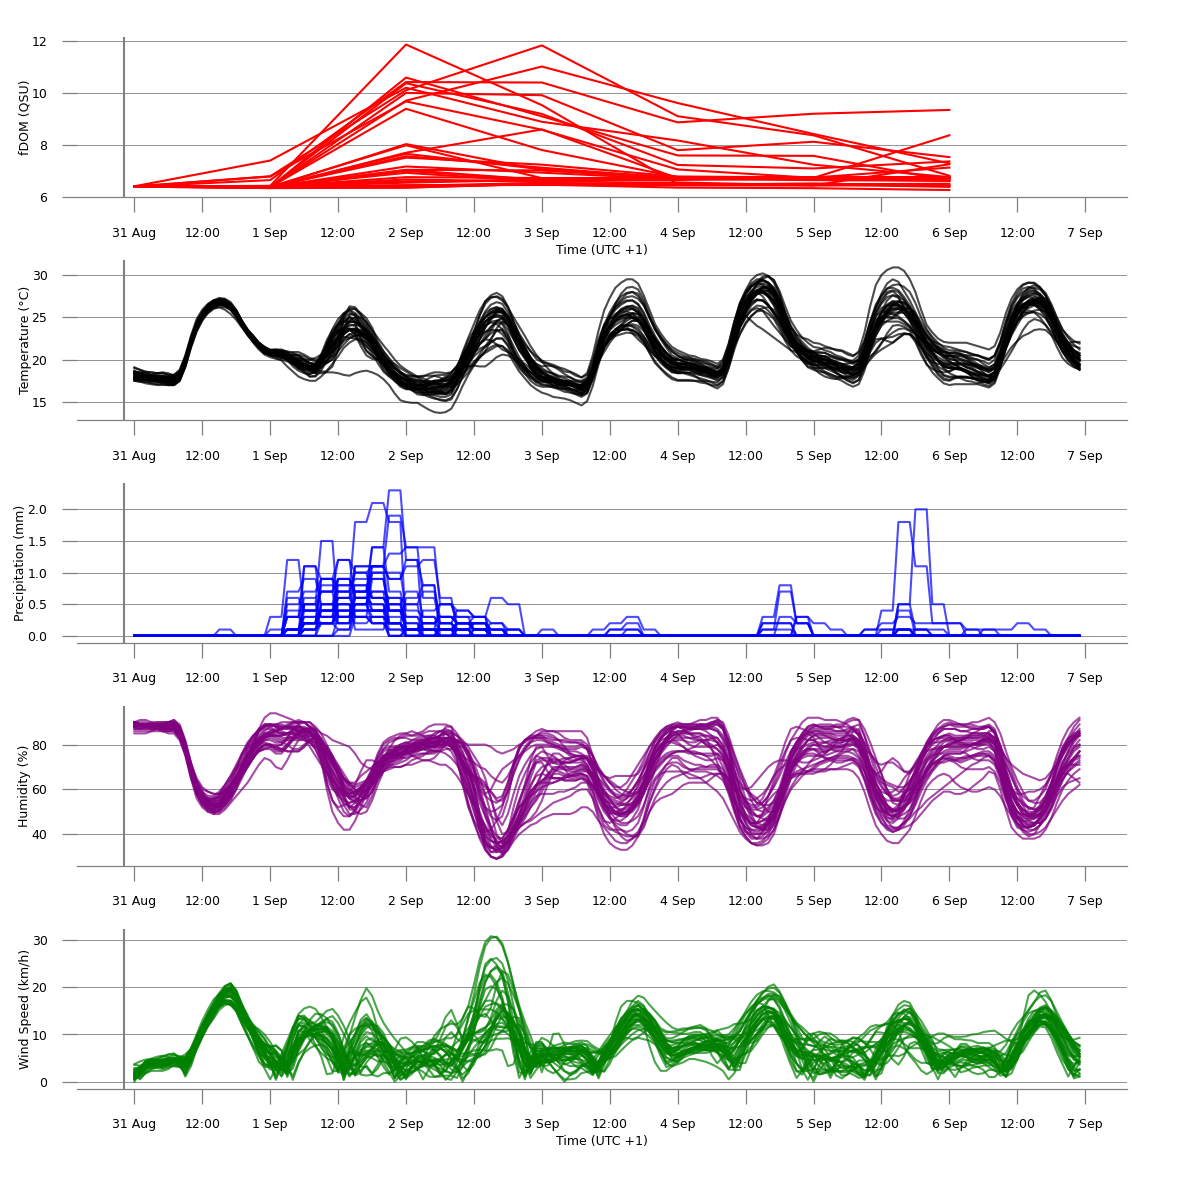 12
10
8
6
fDOM (QSU)
31 Aug 12:00 1 Sep 12:00 2 Sep 12:00 3 Sep 12:00 4 Sep 12:00 5 Sep 12:00 6 Sep 12:00 7 Sep
Time (UTC +1)
30
25
20
15
Temperature (°C)
31 Aug 12:00 1 Sep 12:00 2 Sep 12:00 3 Sep 12:00 4 Sep 12:00 5 Sep 12:00 6 Sep 12:00 7 Sep
2.0
1.5
1.0
0.5
0.0
Precipitation (mm)
31 Aug 12:00 1 Sep 12:00 2 Sep 12:00 3 Sep 12:00 4 Sep 12:00 5 Sep 12:00 6 Sep 12:00 7 Sep
80
60
40
Humidity (%)
31 Aug 12:00 1 Sep 12:00 2 Sep 12:00 3 Sep 12:00 4 Sep 12:00 5 Sep 12:00 6 Sep 12:00 7 Sep
30
20
10
0
Wind Speed (km/h)
31 Aug 12:00 1 Sep 12:00 2 Sep 12:00 3 Sep 12:00 4 Sep 12:00 5 Sep 12:00 6 Sep 12:00 7 Sep
Time (UTC +1)